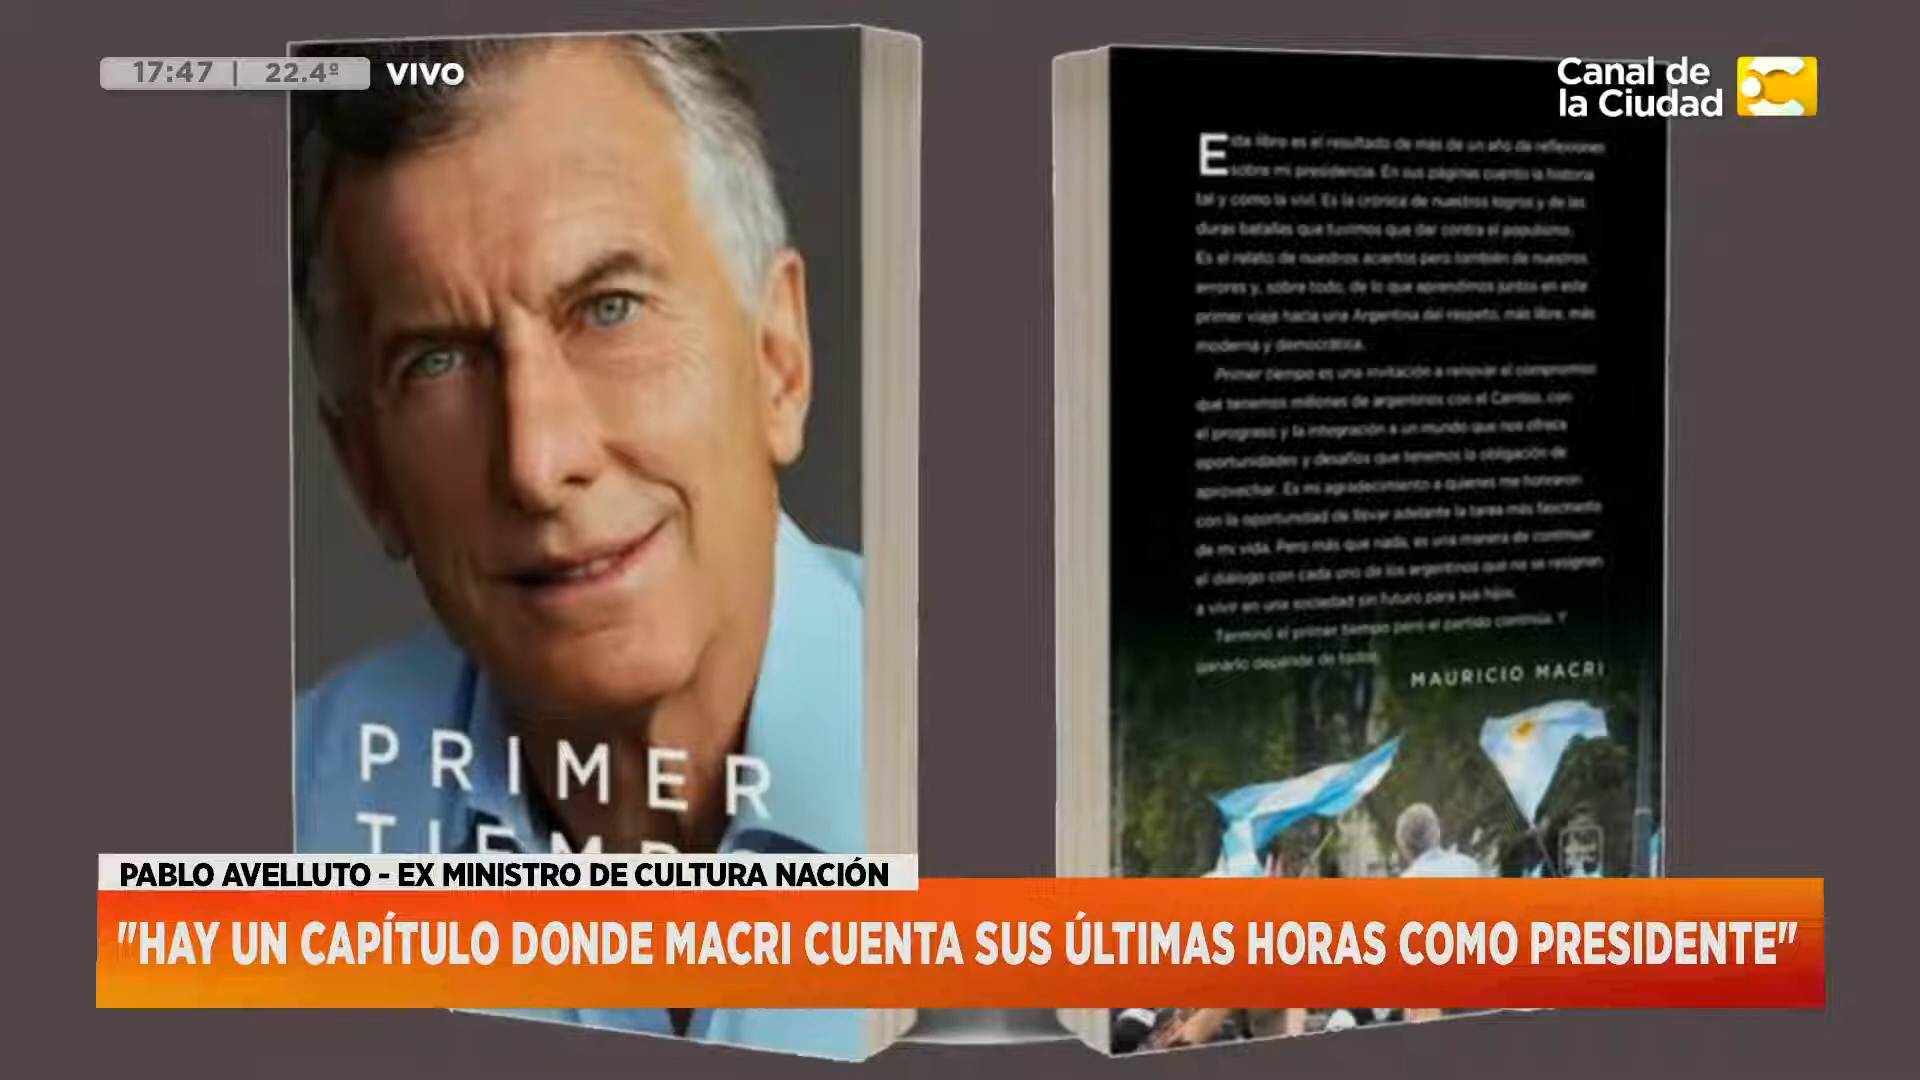 17:47 | 22.4º VIVO
Canal de
la Ciudad
PRIMER
TIEMPO
Este libro es el resultado de más de un año de reflexiones
sobre mi presidencia. En sus páginas cuento la historia
tal y como la viví. Es la crónica de nuestros logros y de las
duras batallas que tuvimos que dar contra el populismo.
Es el relato de nuestros aciertos pero también de nuestros
errores y, sobre todo, de lo que aprendimos juntos en este
primer viaje hacia una Argentina del respeto, más libre, más
moderna y democrática.
Primer tiempo es una invitación a renovar el compromiso
que tenemos millones de argentinos con el Cambio, con
el progreso y la integración a un mundo que nos ofrece
oportunidades y desafíos que tenemos la obligación de
aprovechar. Es mi agradecimiento a quienes me honraron
con la oportunidad de llevar adelante la tarea más fascinante
de mi vida. Pero más que nada, es una manera de continuar
el diálogo con cada uno de los argentinos que no se resignan
a vivir en una sociedad sin futuro para sus hijos.
Terminó el primer tiempo pero el partido continúa. Y
ganarlo depende de todos.
MAURICIO MACRI
PABLO AVELLUTO - EX MINISTRO DE CULTURA NACIÓN
"HAY UN CAPÍTULO DONDE MACRI CUENTA SUS ÚLTIMAS HORAS COMO PRESIDENTE"